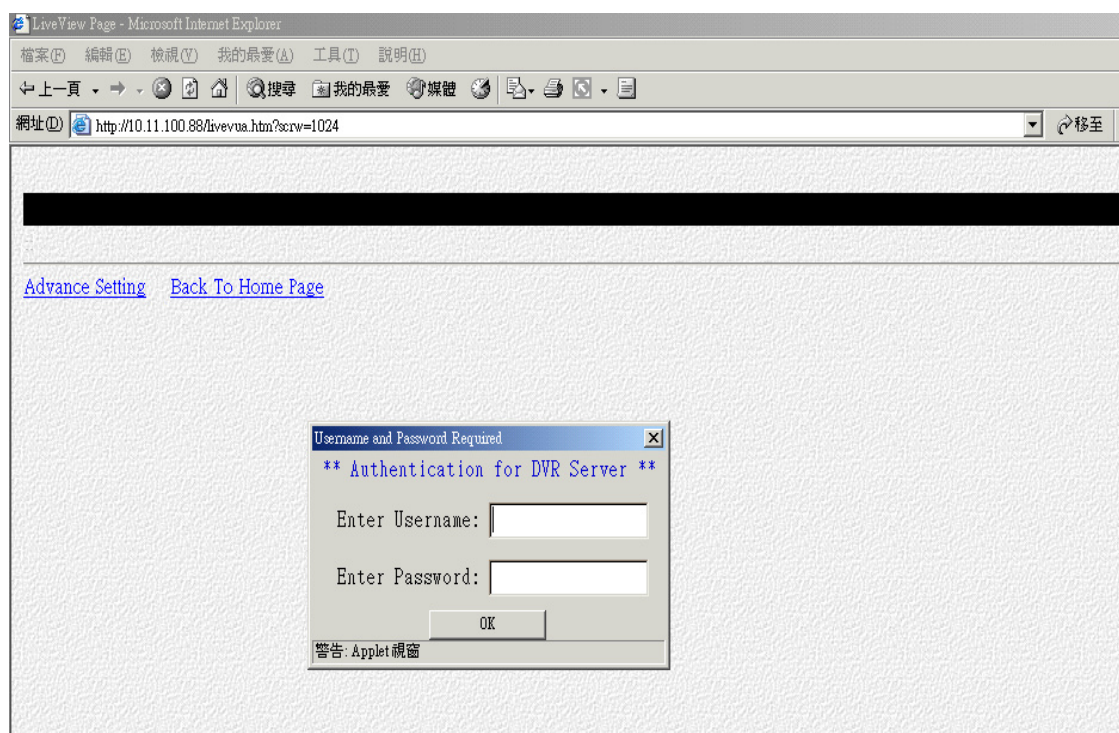 LiveView Page - Microsoft Internet Explorer
檔案(F) 編輯(E) 檢視(V) 我的最愛(A) 工具(T) 說明(H)
上一頁 搜尋 我的最愛 媒體
網址(D) http://10.11.100.88/livevua.htm?scrw=1024 移至
Advance Setting Back To Home Page
Username and Password Required
** Authentication for DVR Server **
Enter Username:
Enter Password:
OK
警告: Applet 視窗